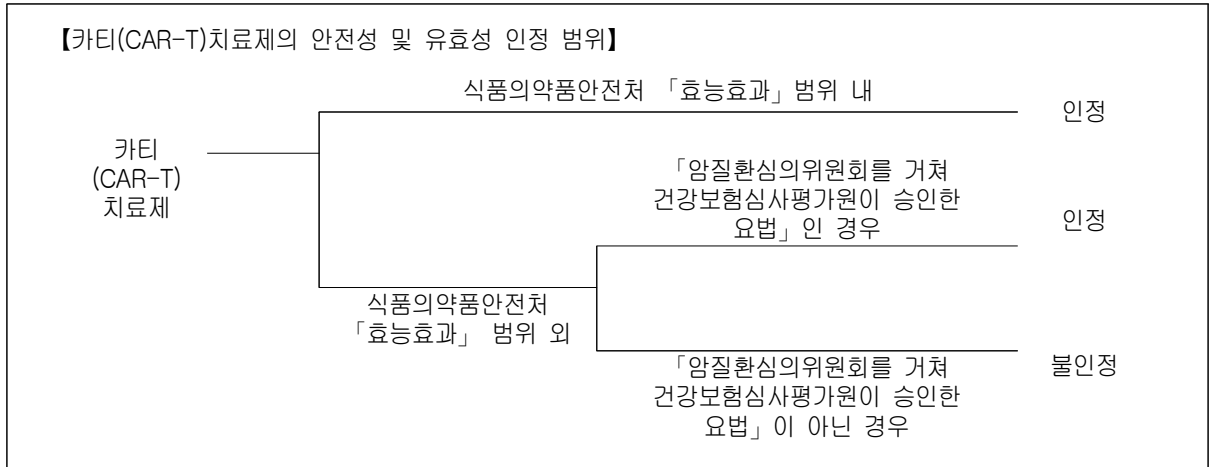 【카티(CAR-T)치료제의 안전성 및 유효성 인정 범위】
식품의약품안전처 「효능효과」범위 내
인정
카티
(CAR-T)
치료제
「암질환심의위원회를 거쳐
건강보험심사평가원이 승인한
요법」인 경우
인정
식품의약품안전처
「효능효과」 범위 외
「암질환심의위원회를 거쳐
건강보험심사평가원이 승인한
요법」이 아닌 경우
불인정